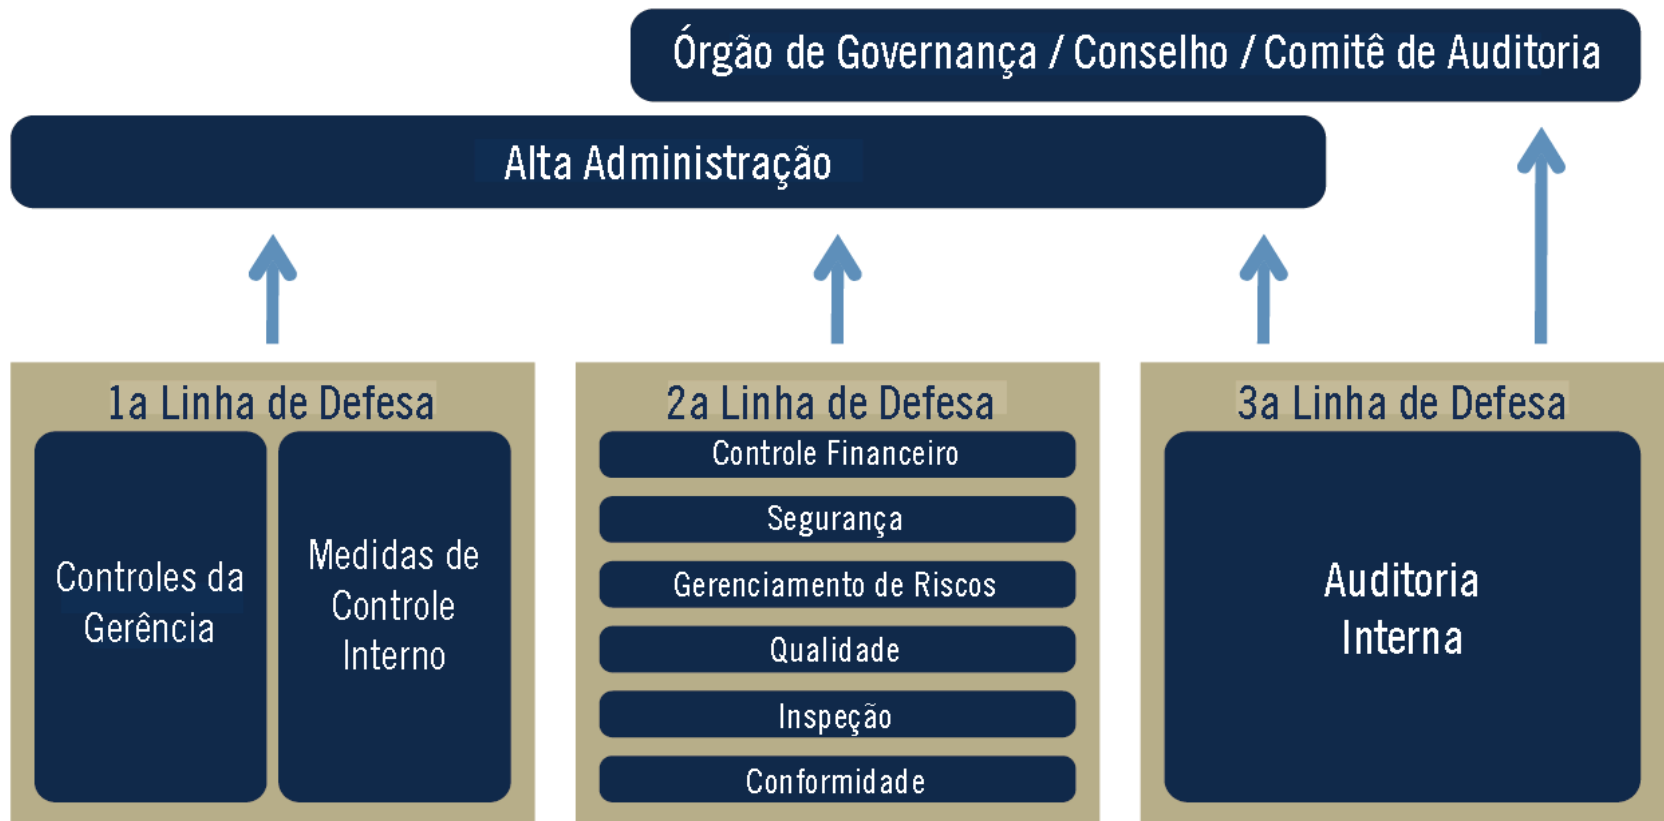 Órgão de Governança / Conselho / Comitê de Auditoria
Alta Administração
1a Linha de Defesa
Controles da
Gerência
Medidas de
Controle
Interno
2a Linha de Defesa
Controle Financeiro
Segurança
Gerenciamento de Riscos
Qualidade
Inspeção
Conformidade
3a Linha de Defesa
Auditoria
Interna